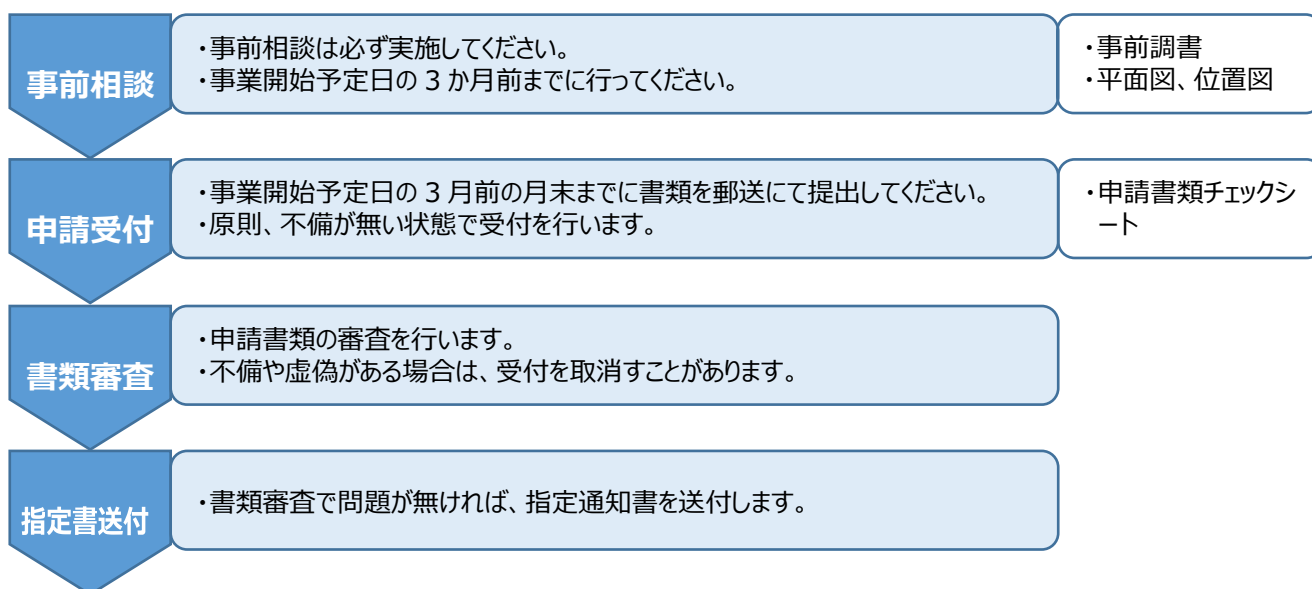 事前相談
・事前相談は必ず実施してください。
・事業開始予定日の 3 か月前までに行ってください。
・事前調書
・平面図、位置図
申請受付
・事業開始予定日の 3 月前の月末までに書類を郵送にて提出してください。
・原則、不備が無い状態で受付を行います。
・申請書類チェックシ
ート
書類審査
・申請書類の審査を行います。
・不備や虚偽がある場合は、受付を取消すことがあります。
指定書送付
・書類審査で問題が無ければ、指定通知書を送付します。